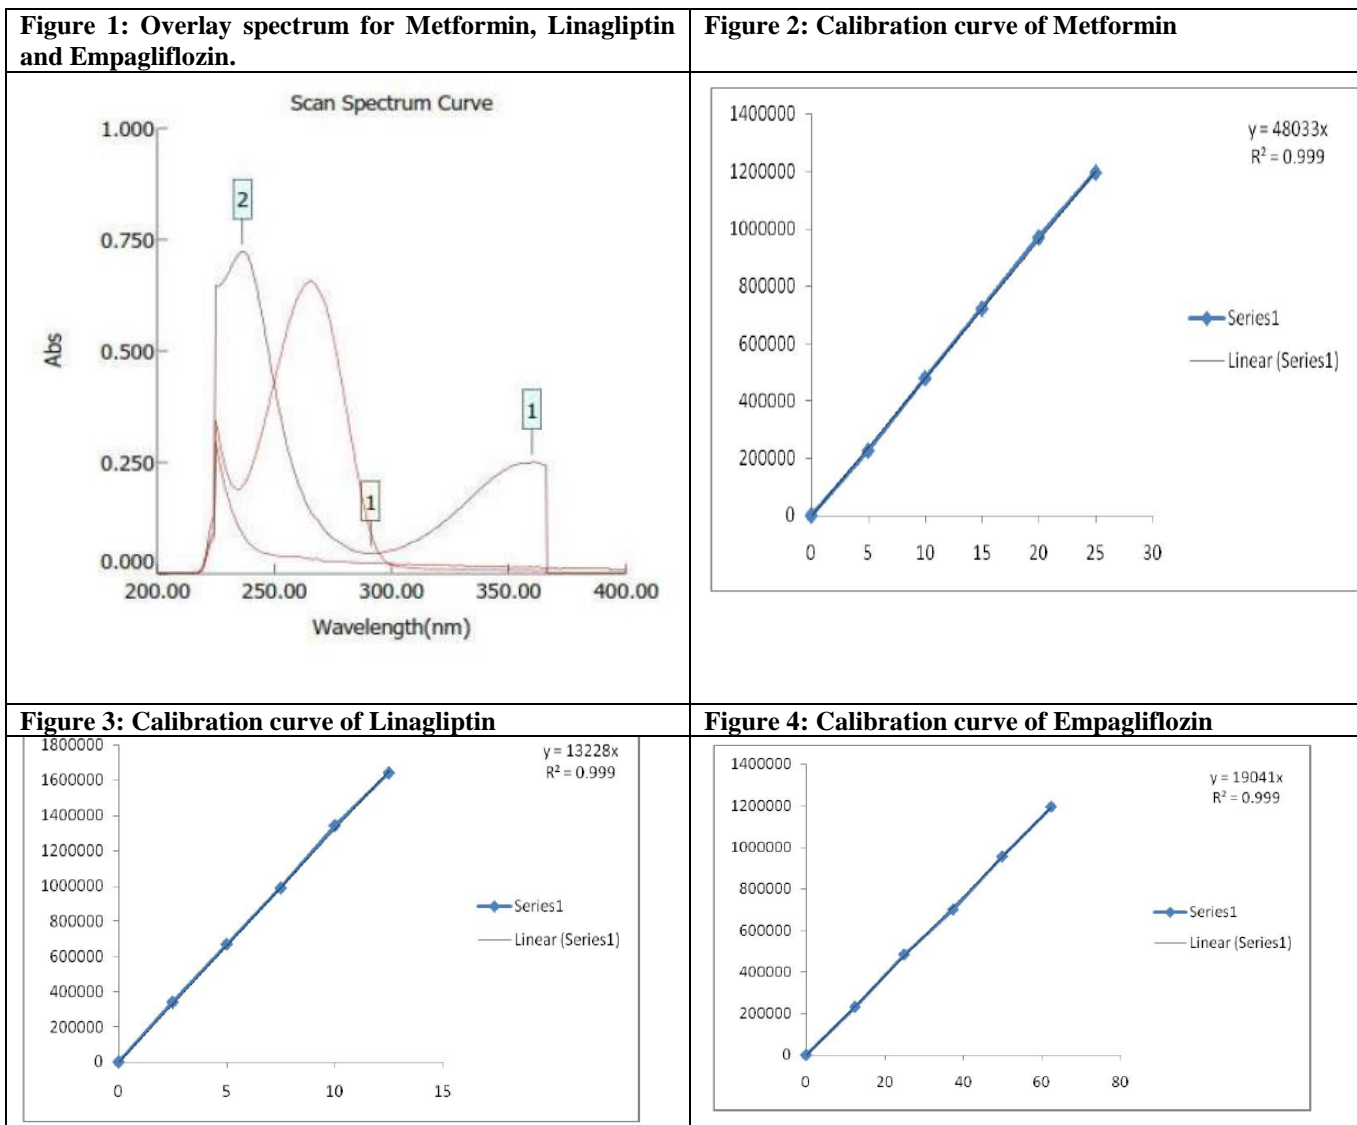 Figure 1: Overlay spectrum for Metformin, Linagliptin
and Empagliflozin.
Scan Spectrum Curve
1.000
0.750
0.500
0.250
0.000
Abs
2
1
1
200.00 250.00 300.00 350.00 400.00
Wavelength(nm)
Figure 2: Calibration curve of Metformin
1400000
1200000
1000000
800000
600000
400000
200000
0
0 5 10 15 20 25 30
y = 48033x
R² = 0.999
Series1
Linear (Series1)
Figure 3: Calibration curve of Linagliptin
1800000
1600000
1400000
1200000
1000000
800000
600000
400000
200000
0
0 5 10 15
y = 13228x
R² = 0.999
Series1
Linear (Series1)
Figure 4: Calibration curve of Empagliflozin
1400000
1200000
1000000
800000
600000
400000
200000
0
0 20 40 60 80
y = 19041x
R² = 0.999
Series1
Linear (Series1)